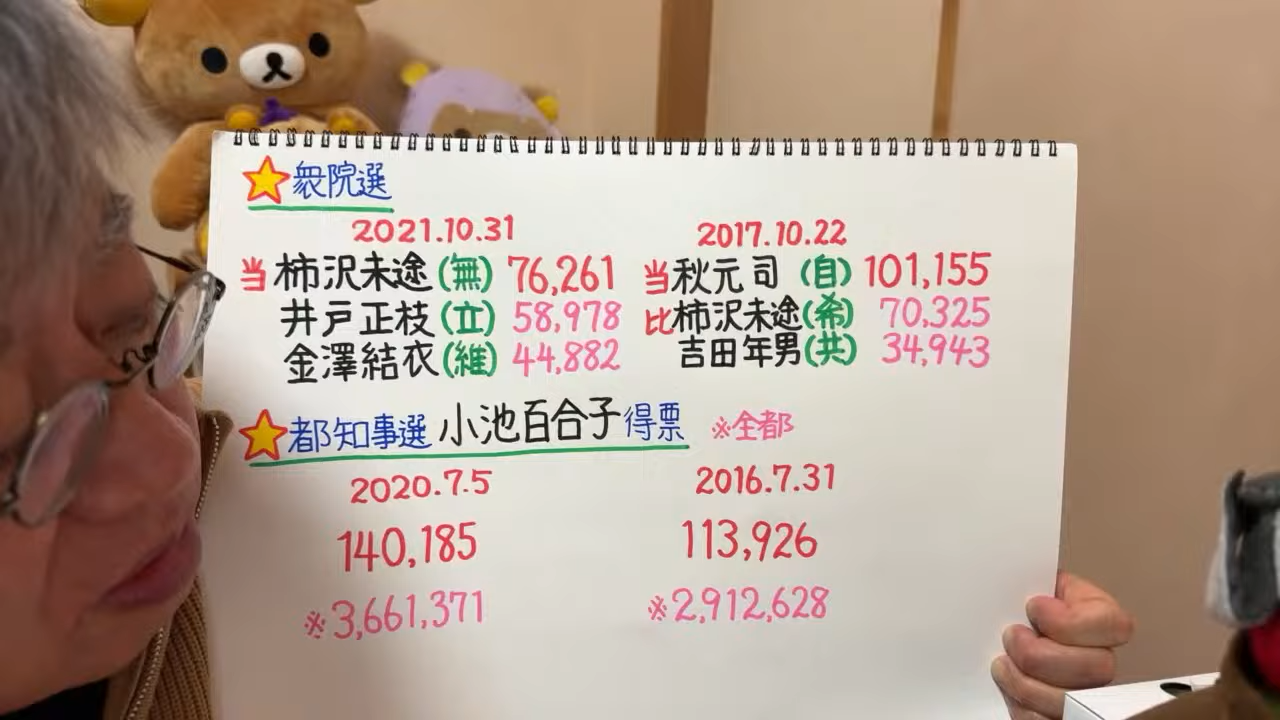 ★衆院選
2021.10.31
当 柿沢未途(無) 76,261
井戸正枝(立) 58,978
金澤結衣(維) 44,882
2017.10.22
当 秋元司(自) 101,155
比 柿沢未途(希) 70,325
吉田年男(共) 34,943
★都知事選 小池百合子得票 ※全都
2020.7.5
140,185
※3,661,371
2016.7.31
113,926
※2,912,628